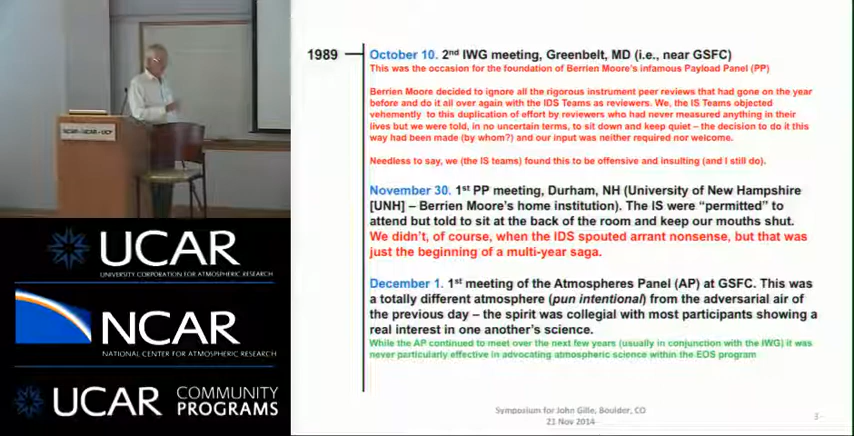 UCAR-UCAR-UCP
UCAR
UNIVERSITY CORPORATION FOR ATMOSPHERIC RESEARCH
NCAR
NATIONAL CENTER FOR ATMOSPHERIC RESEARCH
UCAR COMMUNITY
PROGRAMS
1989
October 10. 2nd IWG meeting, Greenbelt, MD (i.e., near GSFC)
This was the occasion for the foundation of Berrien Moore's infamous Payload Panel (PP)
Berrien Moore decided to ignore all the rigorous instrument peer reviews that had gone on the year
before and do it all over again with the IDS Teams as reviewers. We, the IS Teams objected
vehemently to this duplication of effort by reviewers who had never measured anything in their
lives but we were told, in no uncertain terms, to sit down and keep quiet – the decision to do it this
way had been made (by whom?) and our input was neither required nor welcome.
Needless to say, we (the IS teams) found this to be offensive and insulting (and I still do).
November 30. 1st PP meeting, Durham, NH (University of New Hampshire
[UNH] – Berrien Moore's home institution). The IS were "permitted" to
attend but told to sit at the back of the room and keep our mouths shut.
We didn't, of course, when the IDS spouted arrant nonsense, but that was
just the beginning of a multi-year saga.
December 1. 1st meeting of the Atmospheres Panel (AP) at GSFC. This was
a totally different atmosphere (pun intentional) from the adversarial air of
the previous day – the spirit was collegial with most participants showing a
real interest in one another's science.
While the AP continued to meet over the next few years (usually in conjunction with the IWG) it was
never particularly effective in advocating atmospheric science within the EOS program
Symposium for John Gille, Boulder, CO
21 Nov 2014
3